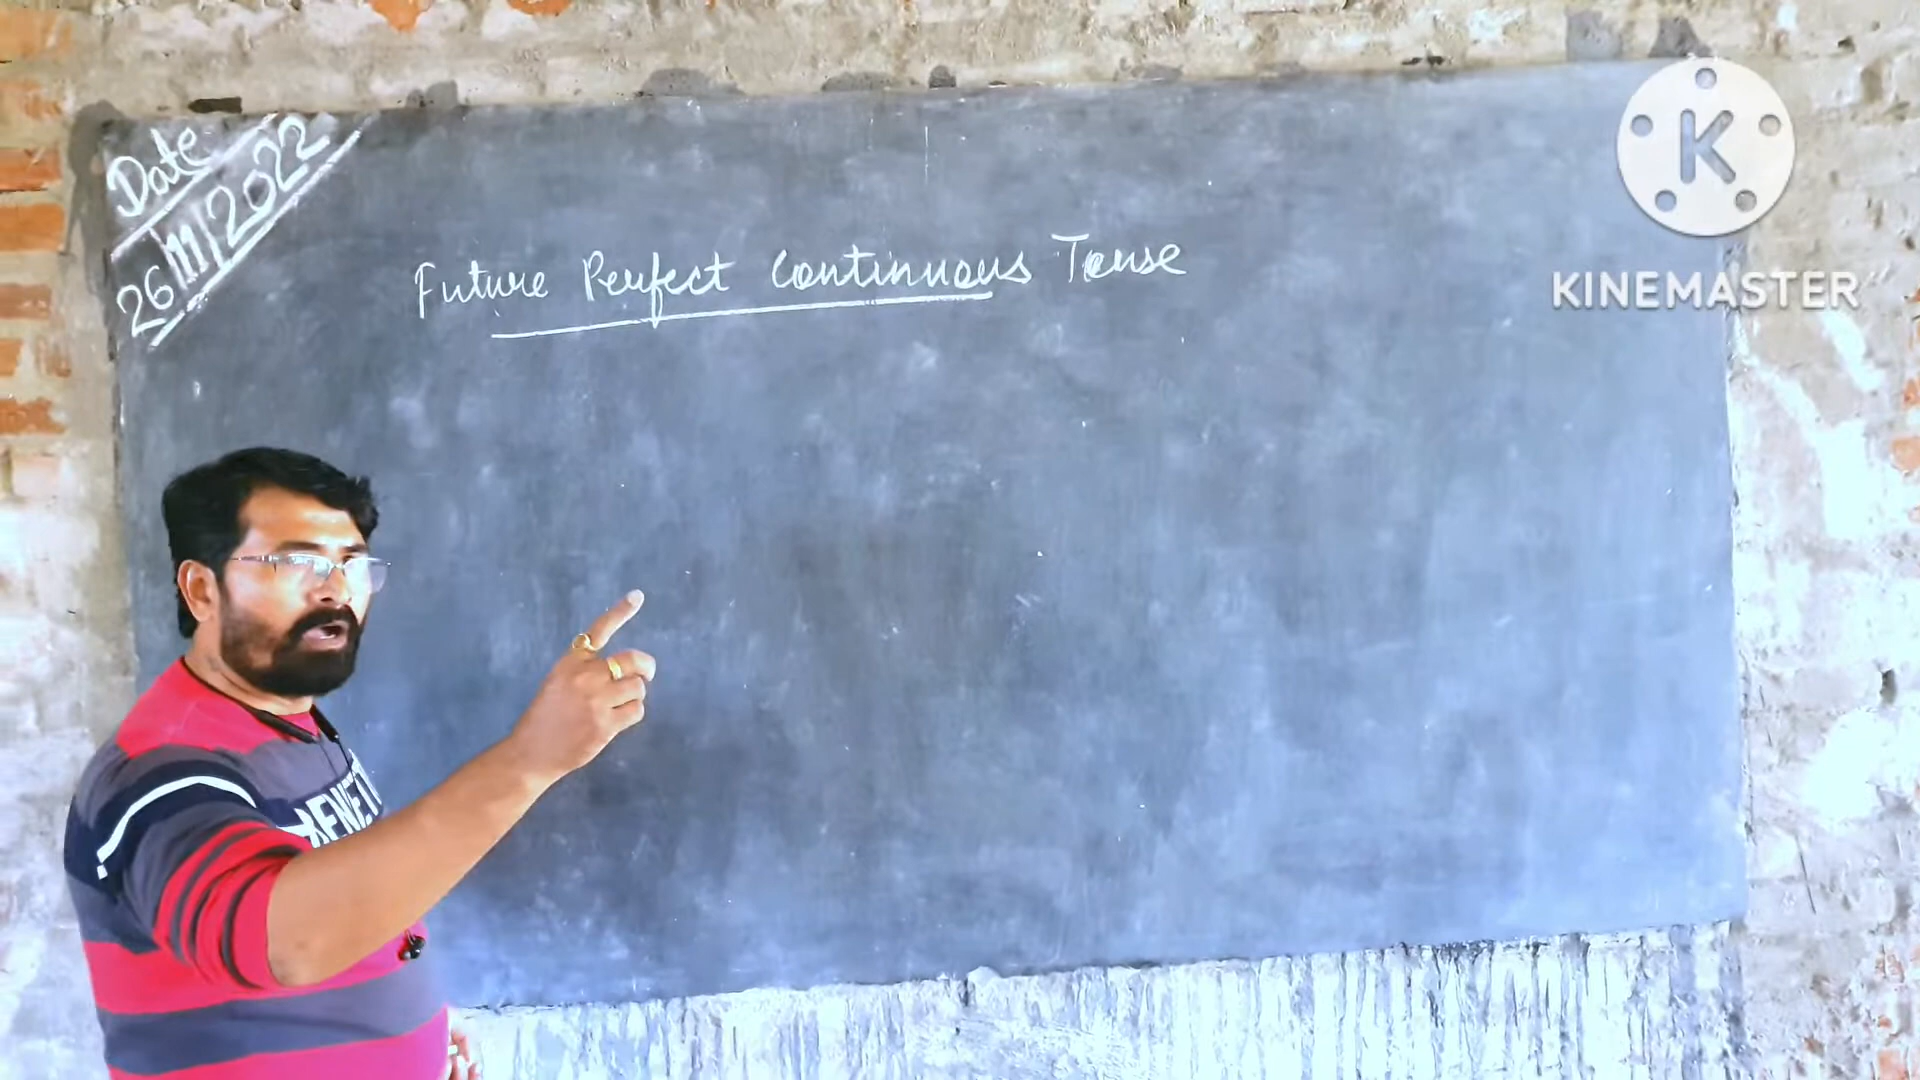 Date
26/11/2022
Future Perfect Continuous Tense
K
KINEMASTER